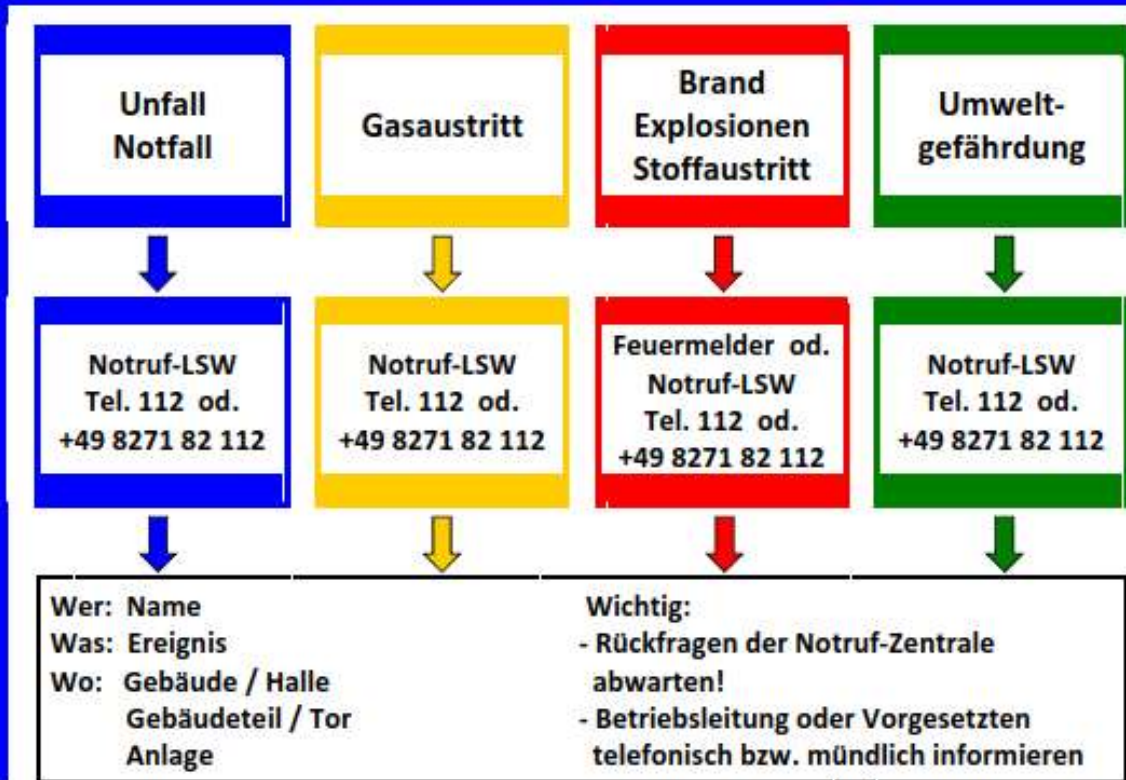 Unfall
Notfall
Gasaustritt
Brand
Explosionen
Stoffaustritt
Umwelt-
gefährdung
Notruf-LSW
Tel. 112 od.
+49 8271 82 112
Notruf-LSW
Tel. 112 od.
+49 8271 82 112
Feuermelder od.
Notruf-LSW
Tel. 112 od.
+49 8271 82 112
Notruf-LSW
Tel. 112 od.
+49 8271 82 112
Wer: Name
Was: Ereignis
Wo: Gebäude / Halle
Gebäudeteil / Tor
Anlage
Wichtig:
- Rückfragen der Notruf-Zentrale
abwarten!
- Betriebsleitung oder Vorgesetzten
telefonisch bzw. mündlich informieren